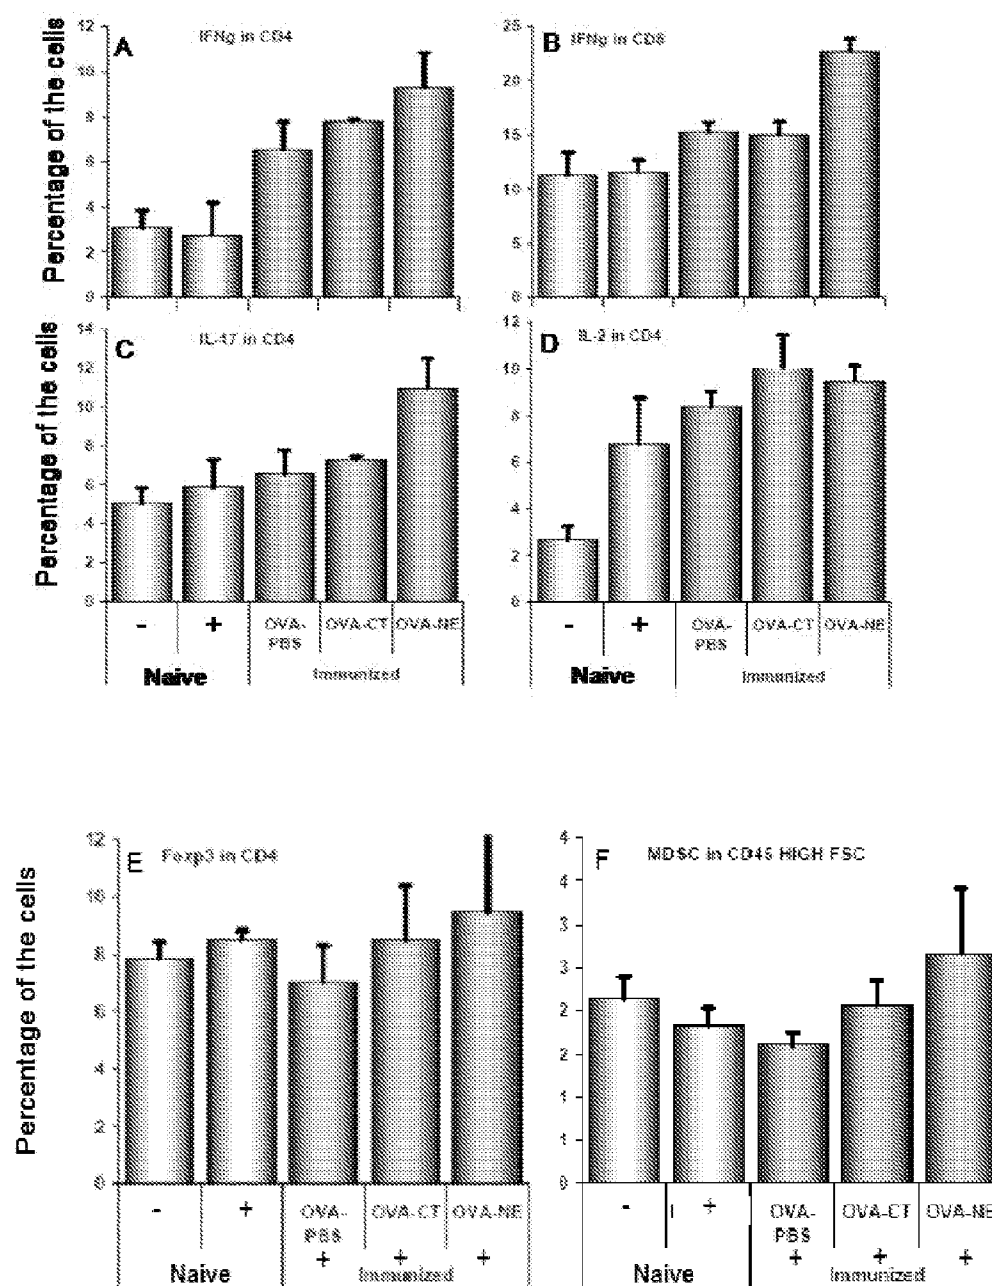 A IFNg in CD4
Percentage of the cells
12
10
8
6
4
2
0
B IFNg in CD8
25
20
15
10
5
0
C IL-17 in CD4
Percentage of the cells
14
12
10
8
6
4
2
0
- + OVA-PBS OVA-CT OVA-NE
Naive Immunized
D IL-2 in CD4
12
10
8
6
4
2
0
- + OVA-PBS OVA-CT OVA-NE
Naive Immunized
E Foxp3 in CD4
Percentage of the cells
12
10
8
6
4
2
0
- + OVA-PBS OVA-CT OVA-NE
+ + +
Naive Immunized
F MDSC in CD45 HIGH FSC
4
4
3
3
2
2
1
1
0
- + OVA-PBS OVA-CT OVA-NE
+ + +
Naive Immunized